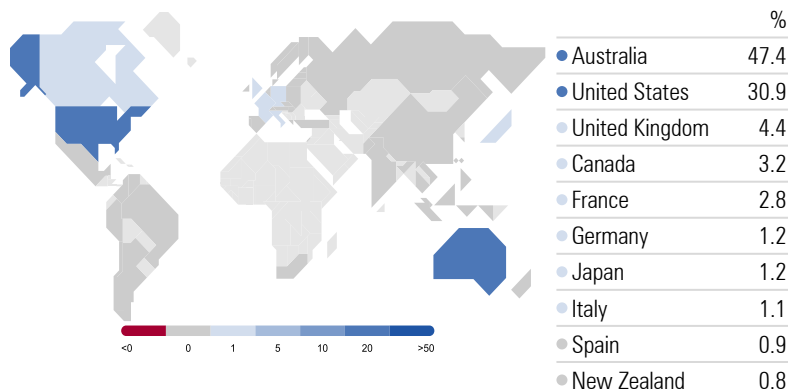 %
Australia 47.4
United States 30.9
United Kingdom 4.4
Canada 3.2
France 2.8
Germany 1.2
Japan 1.2
Italy 1.1
Spain 0.9
New Zealand 0.8
<0 0 1 5 10 20 >50